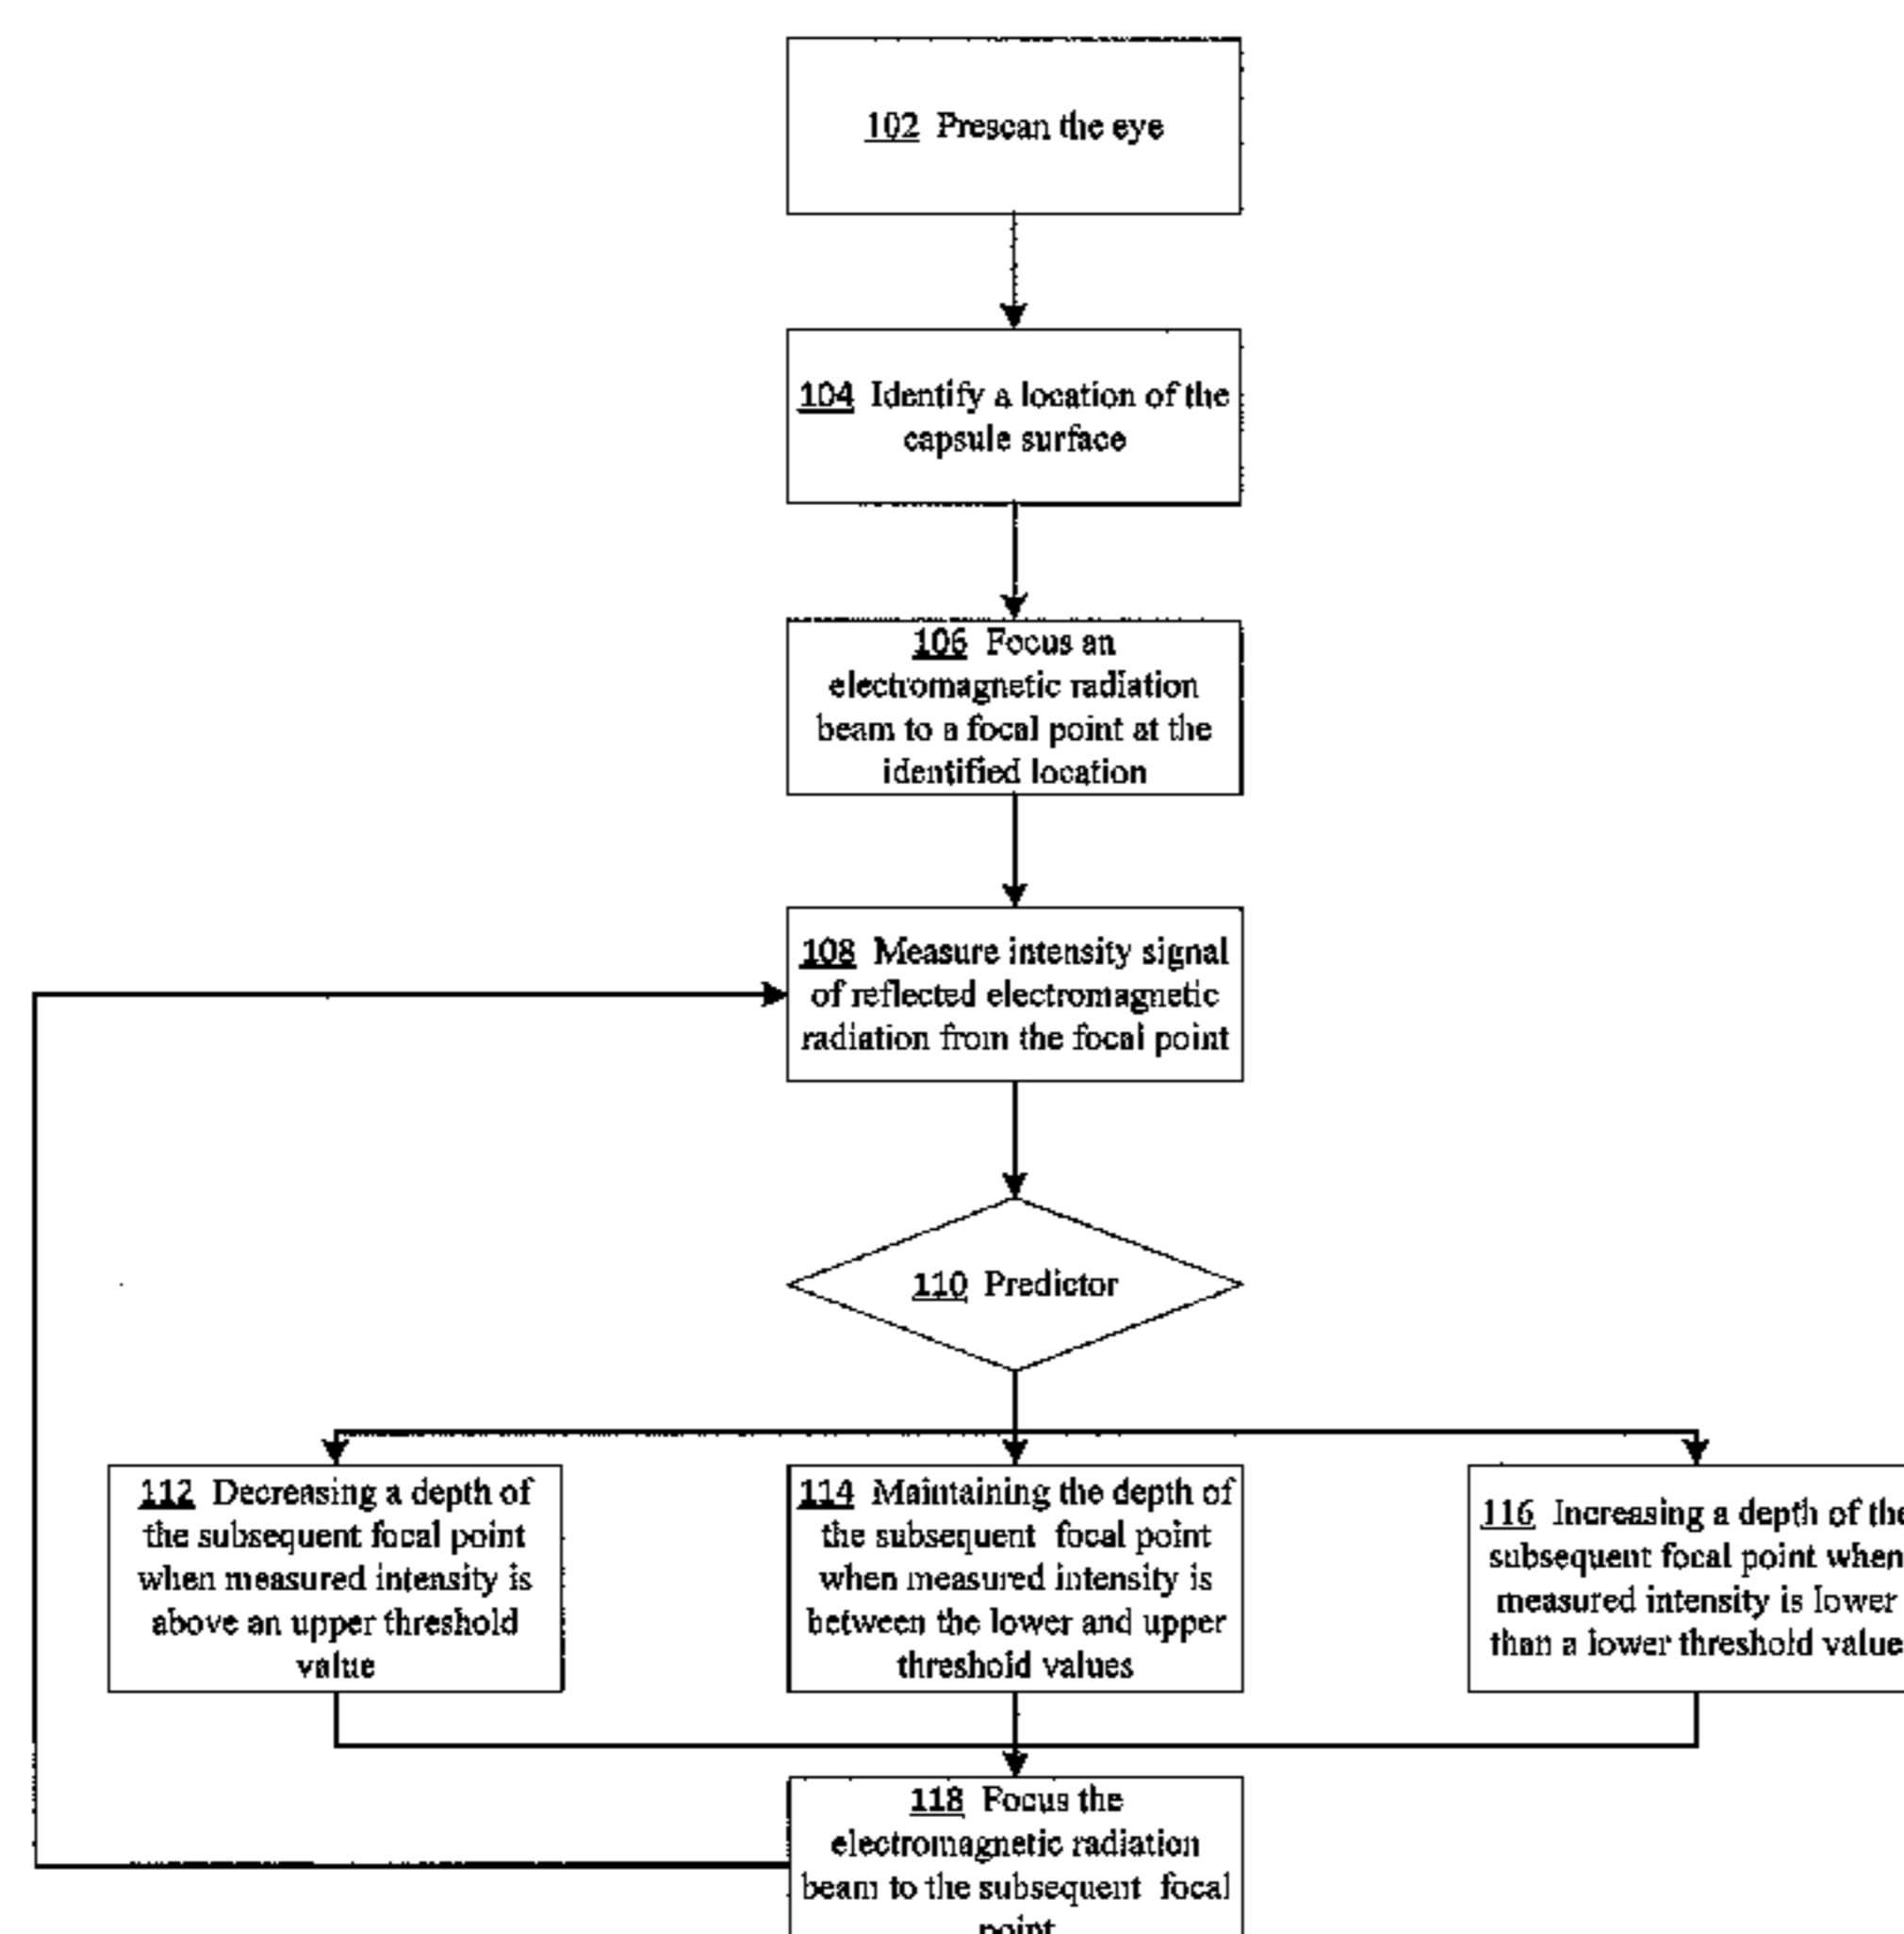 102 Prescan the eye
104 Identify a location of the
capsule surface
106 Focus an
electromagnetic radiation
beam to a focal point at the
identified location
108 Measure intensity signal
of reflected electromagnetic
radiation from the focal point
110 Predictor
112 Decreasing a depth of
the subsequent focal point
when measured intensity is
above an upper threshold
value
114 Maintaining the depth of
the subsequent focal point
when measured intensity is
between the lower and upper
threshold values
116 Increasing a depth of the
subsequent focal point when
measured intensity is lower
than a lower threshold value
118 Focus the
electromagnetic radiation
beam to the subsequent focal
point